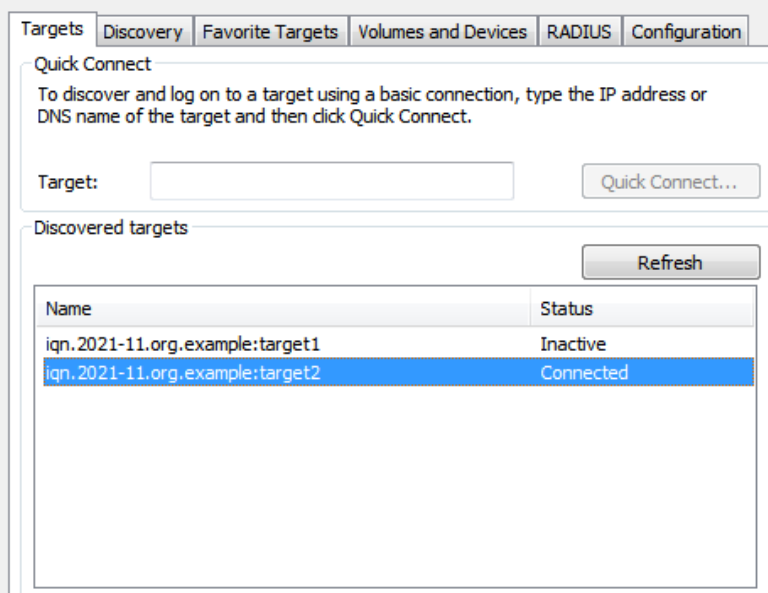 Targets Discovery Favorite Targets Volumes and Devices RADIUS Configuration
Quick Connect
To discover and log on to a target using a basic connection, type the IP address or
DNS name of the target and then click Quick Connect.
Target: Quick Connect...
Discovered targets
Refresh
Name Status
iqn.2021-11.org.example:target1 Inactive
iqn.2021-11.org.example:target2 Connected